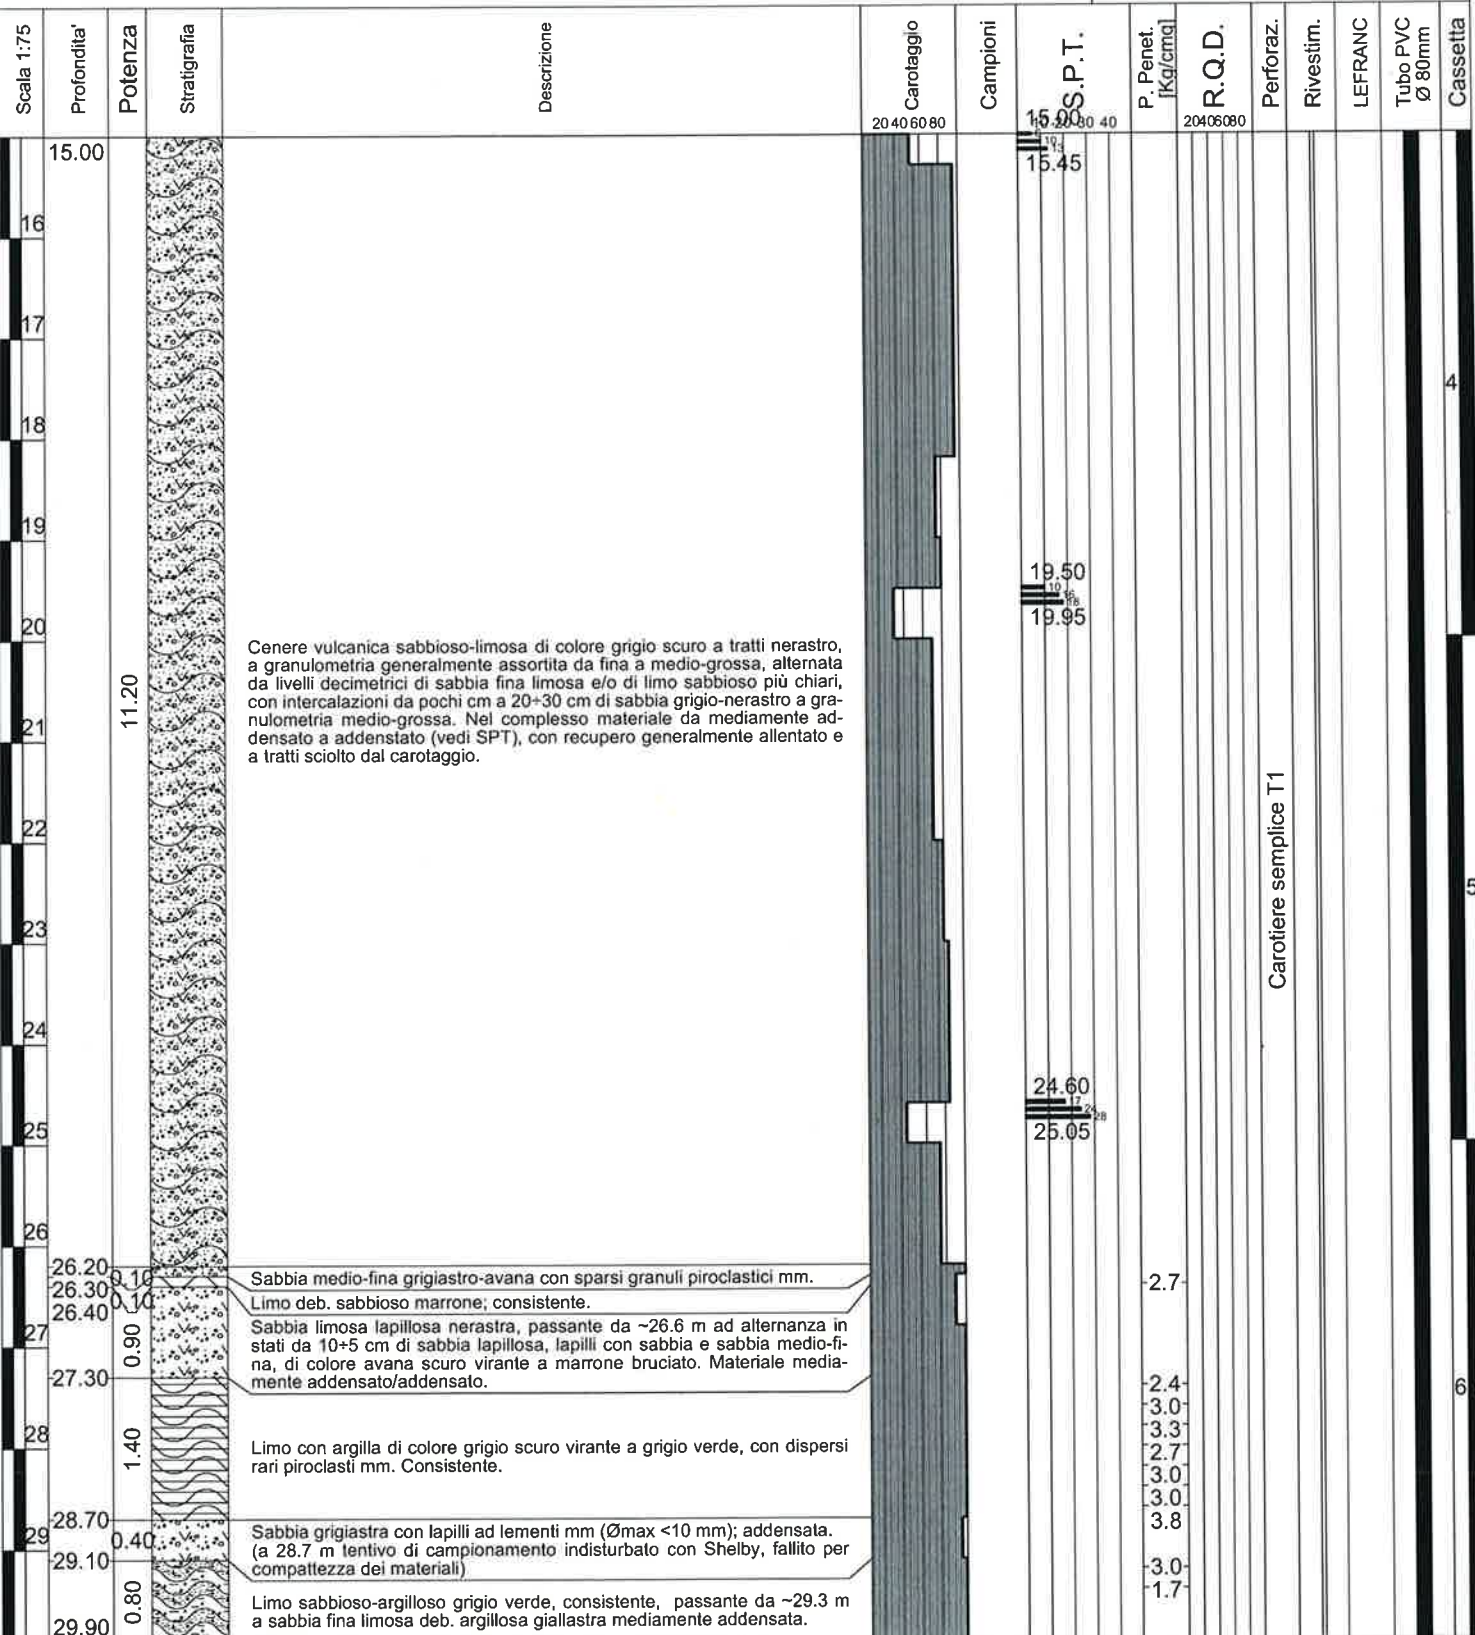 Scala 1:75
Profondita'
Potenza
Stratigrafia
Descrizione
Carotaggio
20 40 60 80
Campioni
S.P.T.
10 20 30 40
P. Penet.
[Kg/cmq]
R.Q.D.
20 40 60 80
Perforaz.
Rivestim.
LEFRANC
Tubo PVC
Ø 80mm
Cassetta
15.00
15.00
10
13
15.45
16
17
18
4
19
19.50
10
16
18
19.95
20
Cenere vulcanica sabbioso-limosa di colore grigio scuro a tratti nerastro,
a granulometria generalmente assortita da fina a medio-grossa, alternata
da livelli decimetrici di sabbia fina limosa e/o di limo sabbioso più chiari,
con intercalazioni da pochi cm a 20÷30 cm di sabbia grigio-nerastro a gra-
nulometria medio-grossa. Nel complesso materiale da mediamente ad-
densato a addenstato (vedi SPT), con recupero generalmente allentato e
a tratti sciolto dal carotaggio.
11.20
21
22
Carotiere semplice T1
5
23
24
24.60
17
24
28
25.05
25
26
26.20
0.10
Sabbia medio-fina grigiastro-avana con sparsi granuli piroclastici mm.
2.7
26.30
0.10
Limo deb. sabbioso marrone; consistente.
26.40
27
0.90
Sabbia limosa lapillosa nerastra, passante da ~26.6 m ad alternanza in
stati da 10÷5 cm di sabbia lapillosa, lapilli con sabbia e sabbia medio-fi-
na, di colore avana scuro virante a marrone bruciato. Materiale media-
mente addensato/addensato.
27.30
2.4
6
3.0
3.3
28
1.40
Limo con argilla di colore grigio scuro virante a grigio verde, con dispersi
rari piroclasti mm. Consistente.
2.7
3.0
3.0
28.70
3.8
29
0.40
Sabbia grigiastra con lapilli ad lementi mm (Ømax <10 mm); addensata.
(a 28.7 m tentivo di campionamento indisturbato con Shelby, fallito per
compattezza dei materiali)
29.10
3.0
1.7
0.80
Limo sabbioso-argilloso grigio verde, consistente, passante da ~29.3 m
a sabbia fina limosa deb. argillosa giallastra mediamente addensata.
29.90